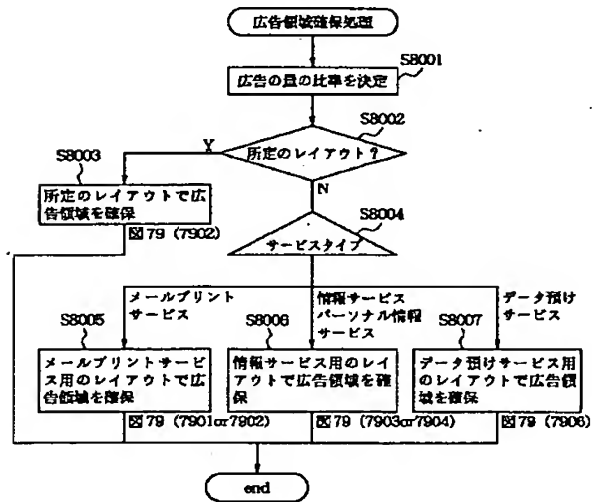 広告領域確保処理
S8001
広告の量の比率を決定
S8002
所定のレイアウト?
Y
N
S8003
所定のレイアウトで広
告領域を確保
図79 (7902)
S8004
サービスタイプ
メールプリント
サービス
情報サービス
パーソナル情報
サービス
データ預け
サービス
S8005
メールプリントサービ
ス用のレイアウトで広
告領域を確保
図79 (7901or7902)
S8006
情報サービス用のレイ
アウトで広告領域を確
保
図79 (7903or7904)
S8007
データ預けサービス用
のレイアウトで広告領
域を確保
図79 (7906)
end